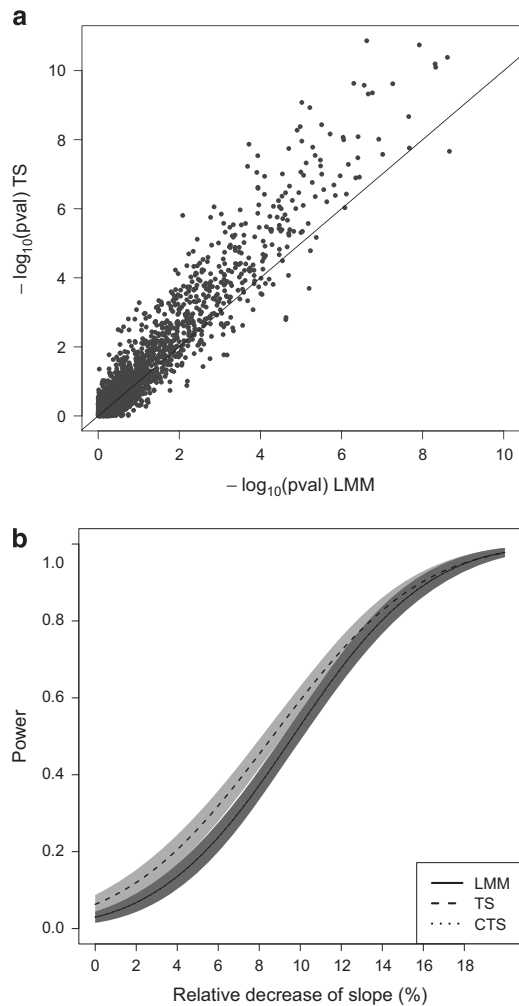 a
10
8
6
4
2
0
– log10(pval) TS
0 2 4 6 8 10
– log10(pval) LMM
b
1.0
0.8
0.6
0.4
0.2
0.0
Power
LMM
TS
CTS
0 2 4 6 8 10 12 14 16 18
Relative decrease of slope (%)